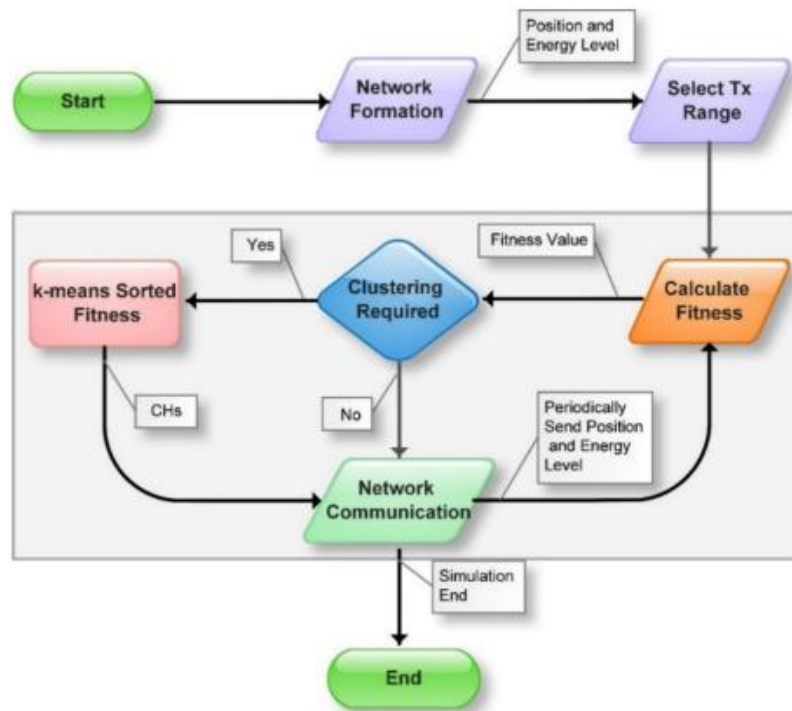 Position and
Energy Level
Start
Network
Formation
Select Tx
Range
Yes
Fitness Value
k-means Sorted
Fitness
Clustering
Required
Calculate
Fitness
CHs
No
Periodically
Send Position
and Energy
Level
Network
Communication
Simulation
End
End